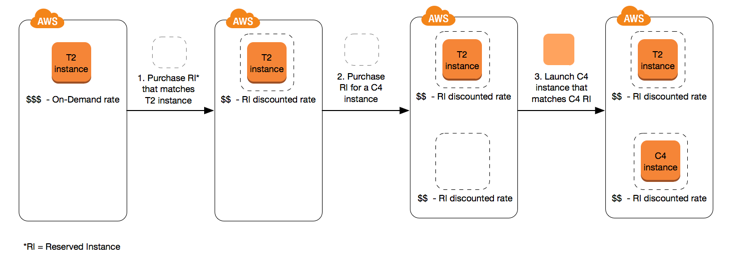 AWS
T2
instance
$$$ - On-Demand rate
1. Purchase RI*
that matches
T2 instance
AWS
T2
instance
$$ - RI discounted rate
2. Purchase
RI for a C4
instance
AWS
T2
instance
$$ - RI discounted rate
$$ - RI discounted rate
3. Launch C4
instance that
matches C4 RI
AWS
T2
instance
$$ - RI discounted rate
C4
instance
$$ - RI discounted rate
*RI = Reserved Instance